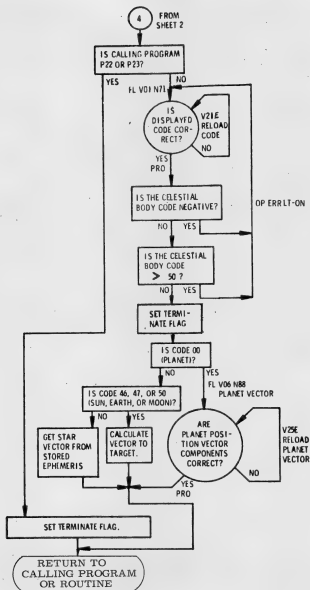 4
FROM
SHEET 2
IS CALLING PROGRAM
P22 OR P23?
YES
NO
FL V01 N71
IS
DISPLAYED
CODE COR-
RECT?
V21E
RELOAD
CODE
NO
YES
PRO
IS THE CELESTIAL
BODY CODE NEGATIVE?
OP ERR LT-ON
NO
YES
IS THE CELESTIAL
BODY CODE
> 50 ?
NO
YES
SET TERMI-
NATE FLAG
IS CODE 00
(PLANET)?
NO
YES
FL V06 N88
PLANET VECTOR
IS CODE 46, 47, OR 50
(SUN, EARTH, OR MOON)?
NO
YES
GET STAR
VECTOR FROM
STORED
EPHEMERIS
CALCULATE
VECTOR TO
TARGET.
ARE
PLANET POSI-
TION VECTOR
COMPONENTS
CORRECT?
V25E
RELOAD
PLANET
VECTOR
NO
YES
PRO
SET TERMINATE FLAG.
RETURN TO
CALLING PROGRAM
OR ROUTINE